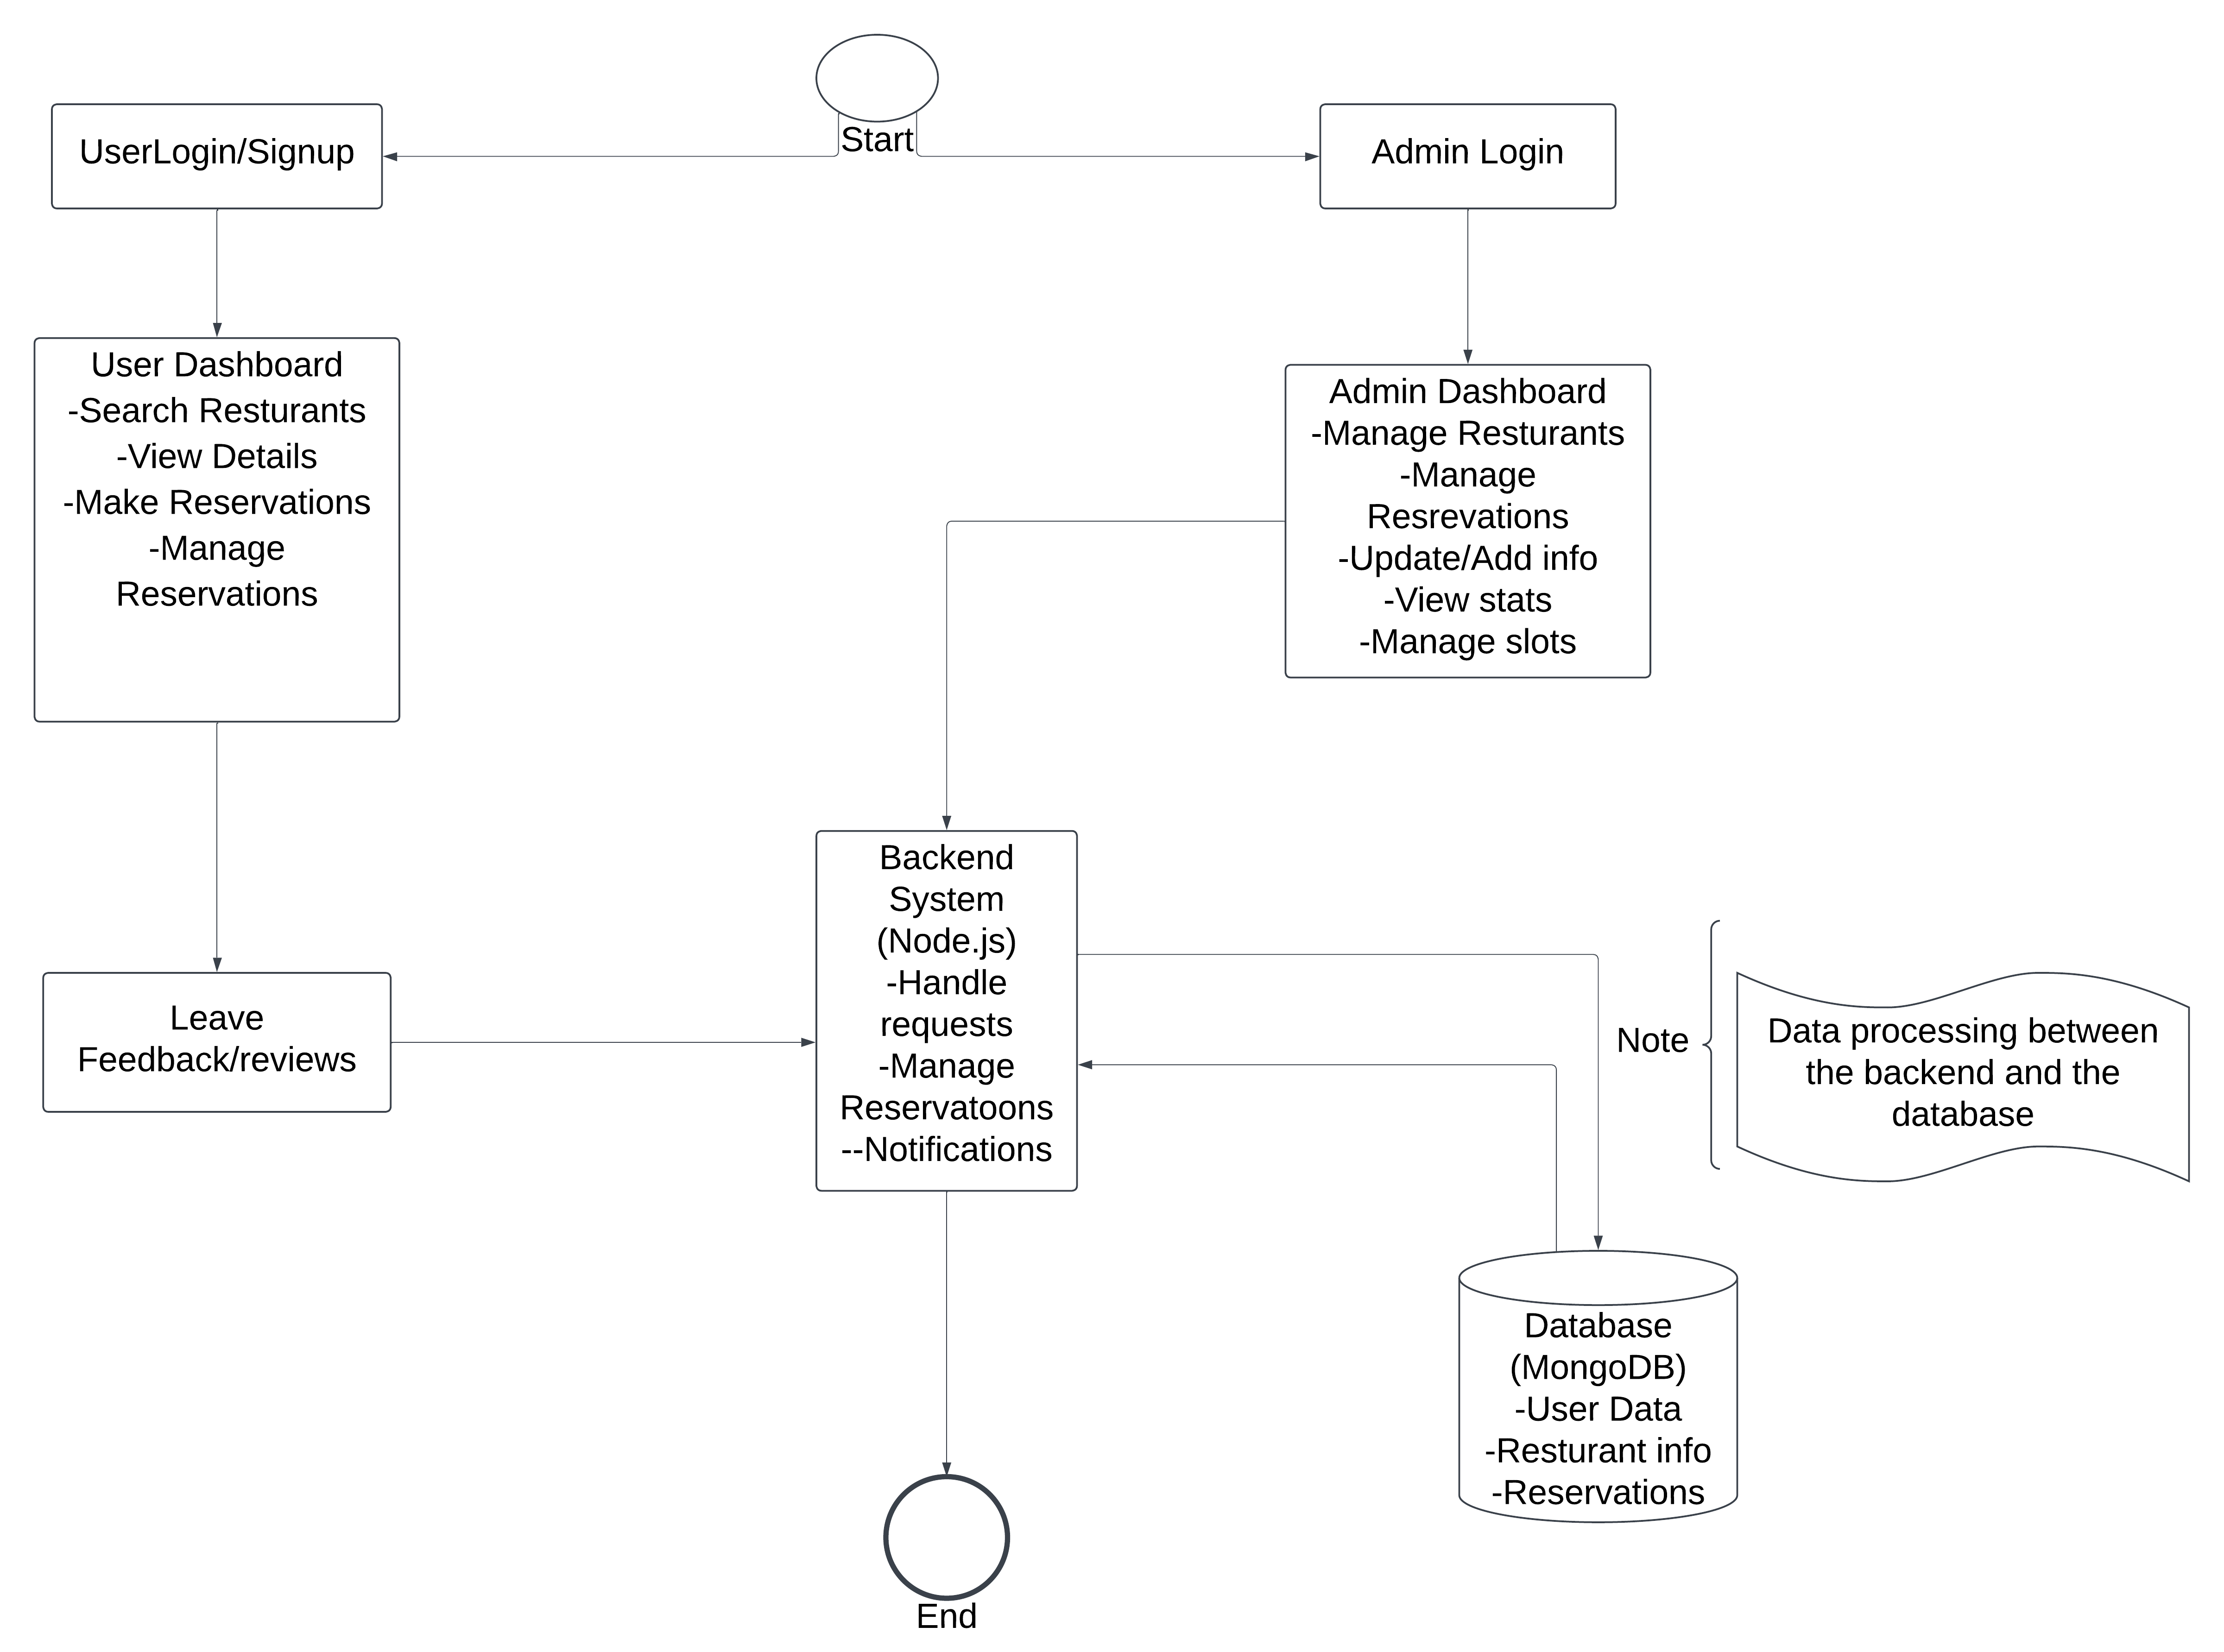 Start
UserLogin/Signup
Admin Login
User Dashboard
-Search Resturants
-View Details
-Make Reservations
-Manage
Reservations
Admin Dashboard
-Manage Resturants
-Manage
Resrevations
-Update/Add info
-View stats
-Manage slots
Backend
System
(Node.js)
-Handle
requests
-Manage
Reservatoons
--Notifications
Leave
Feedback/reviews
Note
Data processing between
the backend and the
database
Database
(MongoDB)
-User Data
-Resturant info
-Reservations
End